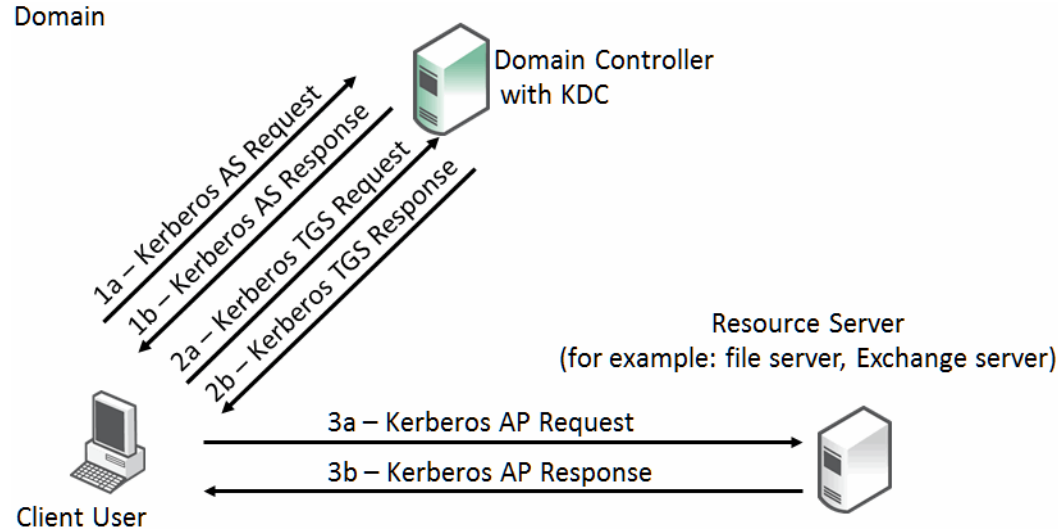 Domain
Domain Controller
with KDC
1a – Kerberos AS Request
1b – Kerberos AS Response
2a – Kerberos TGS Request
2b – Kerberos TGS Response
Resource Server
(for example: file server, Exchange server)
3a – Kerberos AP Request
3b – Kerberos AP Response
Client User